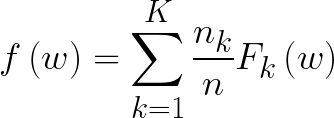 f (w) = \sum_{k=1}^{K} \frac{n_k}{n} F_k (w)